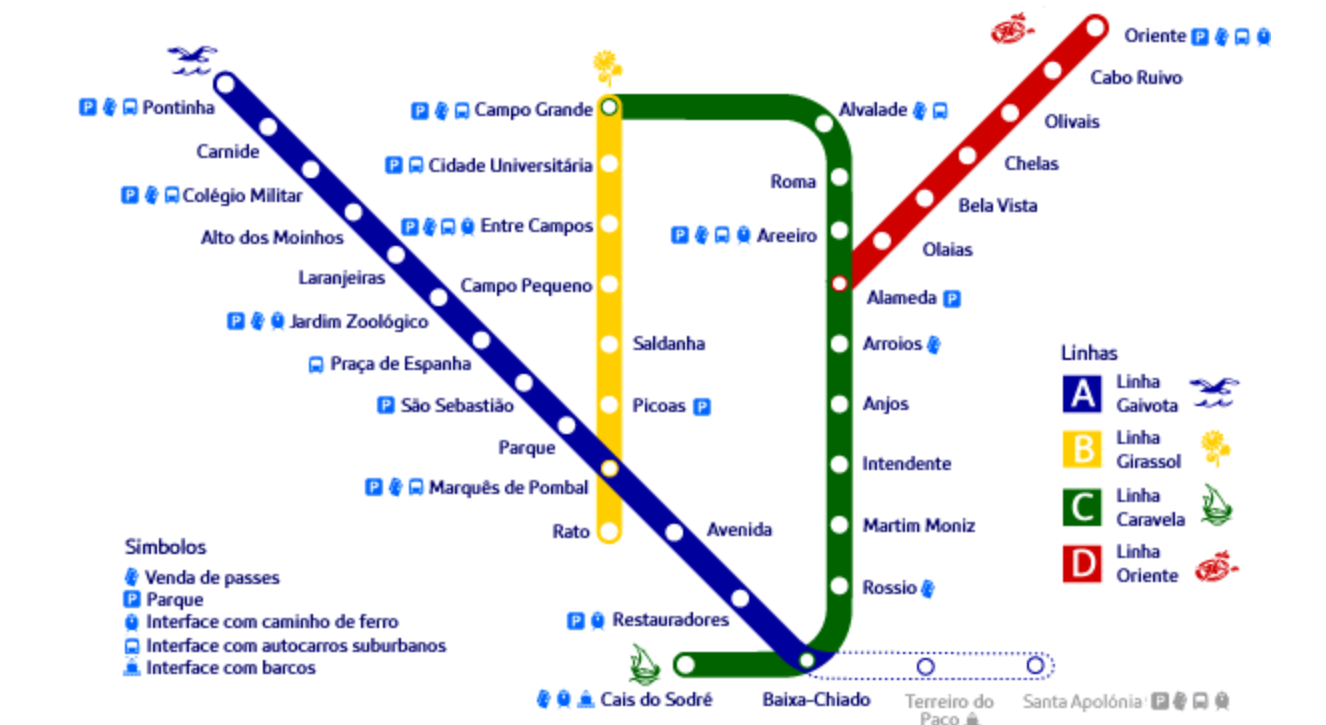 Pontinha
Carnide
Colégio Militar
Alto dos Moinhos
Laranjeiras
Jardim Zoológico
Praça de Espanha
São Sebastião
Parque
Marquês de Pombal
Rato
Avenida
Restauradores
Baixa-Chiado
Terreiro do
Paço
Santa Apolónia
Campo Grande
Cidade Universitária
Entre Campos
Campo Pequeno
Saldanha
Picoas
Alvalade
Roma
Areeiro
Alameda
Arroios
Anjos
Intendente
Martim Moniz
Rossio
Cais do Sodré
Oriente
Cabo Ruivo
Olivais
Chelas
Bela Vista
Olaias
Linhas
A Linha
Gaivota
B Linha
Girassol
C Linha
Caravela
D Linha
Oriente
Simbolos
Venda de passes
P Parque
Interface com caminho de ferro
Interface com autocarros suburbanos
Interface com barcos